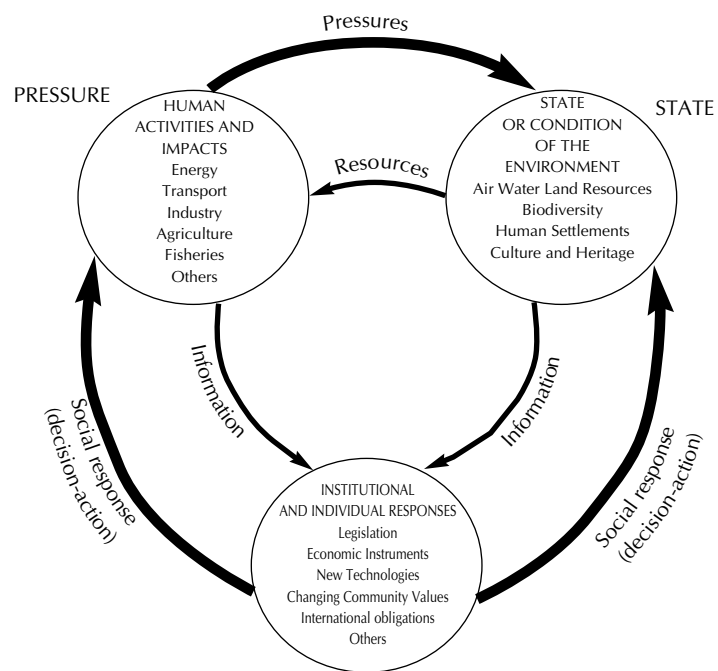 Pressures
PRESSURE
HUMAN
ACTIVITIES AND
IMPACTS
Energy
Transport
Industry
Agriculture
Fisheries
Others
Resources
STATE
STATE
OR CONDITION
OF THE
ENVIRONMENT
Air Water Land Resources
Biodiversity
Human Settlements
Culture and Heritage
Information
Information
Social response
(decision-action)
Social response
(decision-action)
INSTITUTIONAL
AND INDIVIDUAL RESPONSES
Legislation
Economic Instruments
New Technologies
Changing Community Values
International obligations
Others